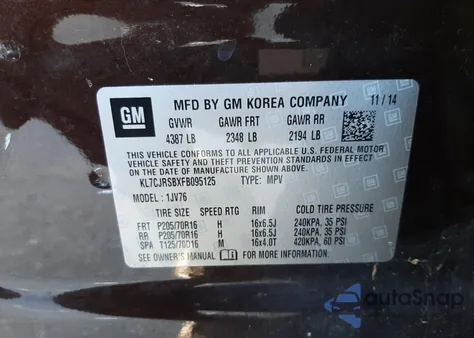 GM
MFD BY GM KOREA COMPANY 11/14
GVWR GAWR FRT GAWR RR
4387 LB 2348 LB 2194 LB
THIS VEHICLE CONFORMS TO ALL APPLICABLE U.S. FEDERAL MOTOR
VEHICLE SAFETY AND THEFT PREVENTION STANDARDS IN EFFECT
ON THE DATE OF MANUFACTURE SHOWN ABOVE.
KL7CJRSBXFB095125 TYPE: MPV
MODEL: 1JV76
SPEED RTG RIM COLD TIRE PRESSURE
FRT P205/70R16 H 16x6.5J 240KPA, 35 PSI
RR P205/70R16 H 16x6.5J 240KPA, 35 PSI
SPA T125/70D16 M 16x4.0T 420KPA, 60 PSI
SEE OWNER'S MANUAL FOR MORE INFORMATION.
autoSnap